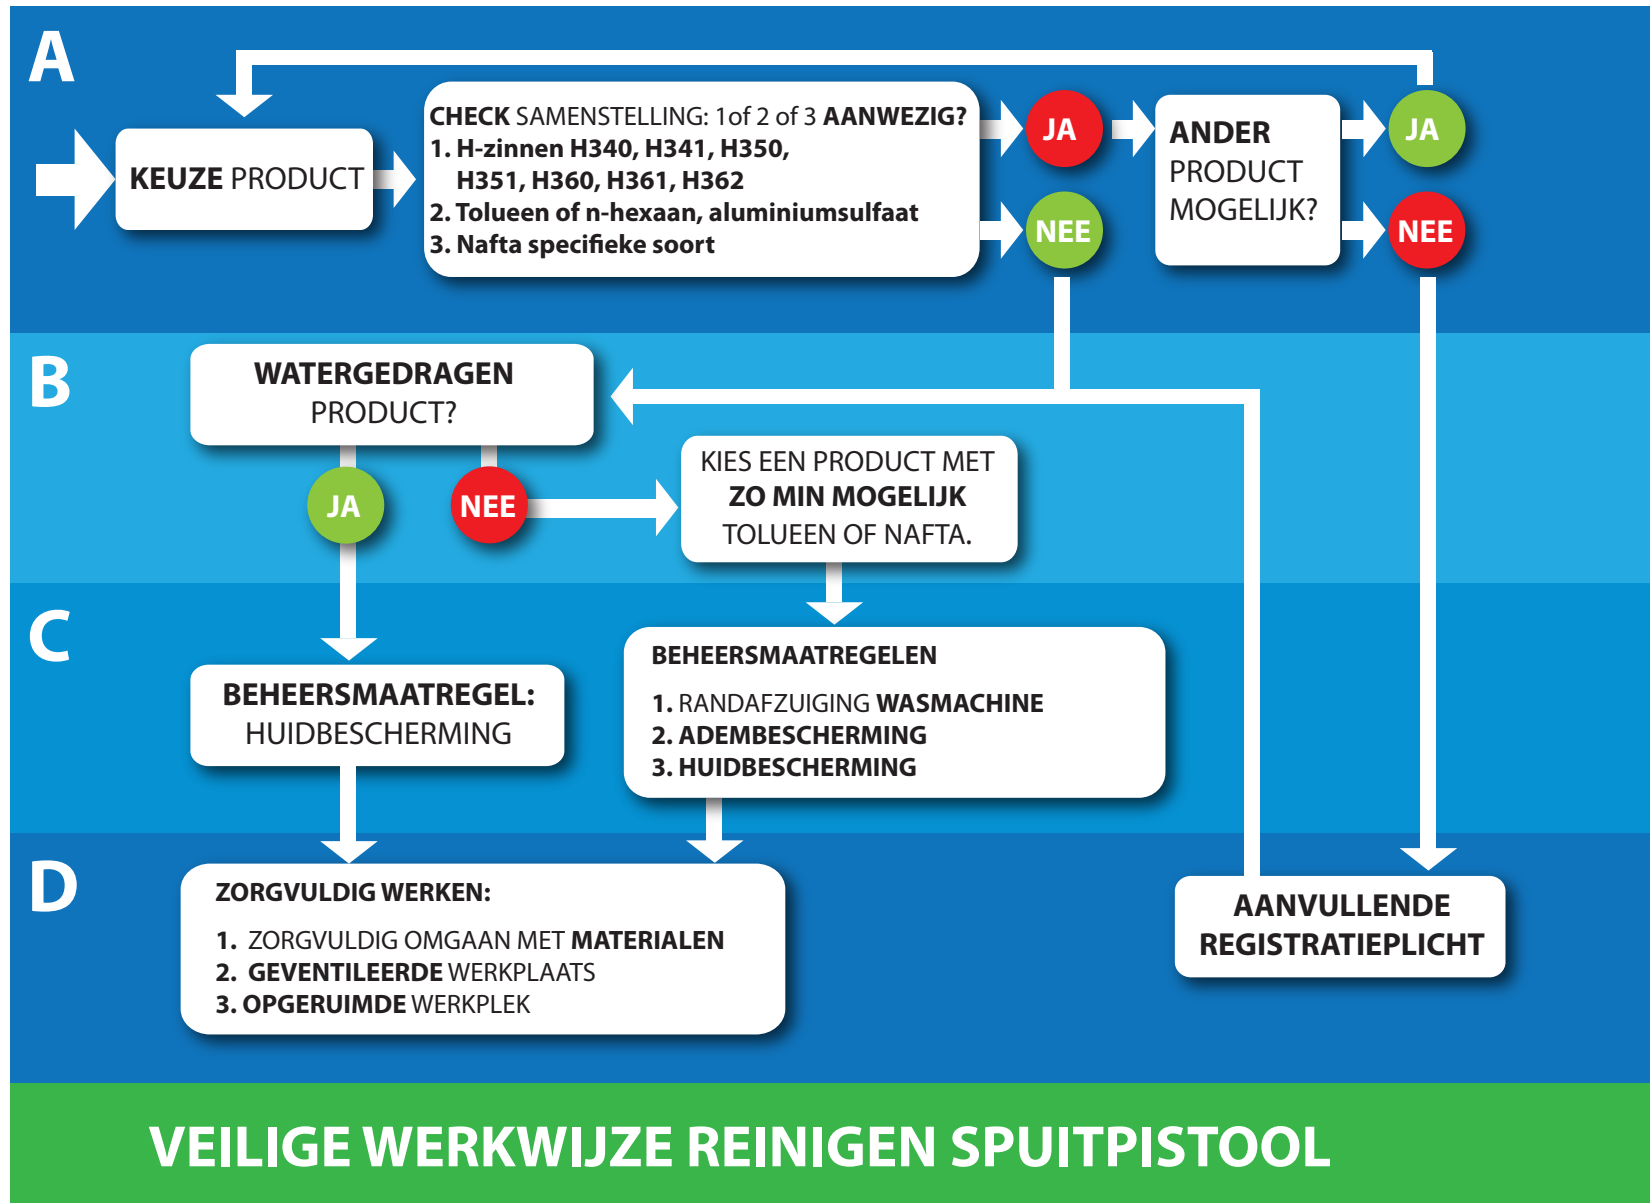 A
KEUZE PRODUCT
CHECK SAMENSTELLING: 1of 2 of 3 AANWEZIG?
1. H-zinnen H340, H341, H350,
H351, H360, H361, H362
2. Tolueen of n-hexaan, aluminiumsulfaat
3. Nafta specifieke soort
JA
NEE
ANDER
PRODUCT
MOGELIJK?
JA
NEE
B
WATERGEDRAGEN
PRODUCT?
JA
NEE
KIES EEN PRODUCT MET
ZO MIN MOGELIJK
TOLUEEN OF NAFTA.
C
BEHEERSMAATREGEL:
HUIDBESCHERMING
BEHEERSMAATREGELEN
1. RANDAFZUIGING WASMACHINE
2. ADEMBESCHERMING
3. HUIDBESCHERMING
D
ZORGVULDIG WERKEN:
1. ZORGVULDIG OMGAAN MET MATERIALEN
2. GEVENTILEERDE WERKPLAATS
3. OPGERUIMDE WERKPLEK
AANVULLENDE
REGISTRATIEPLICHT
VEILIGE WERKWIJZE REINIGEN SPUITPISTOOL